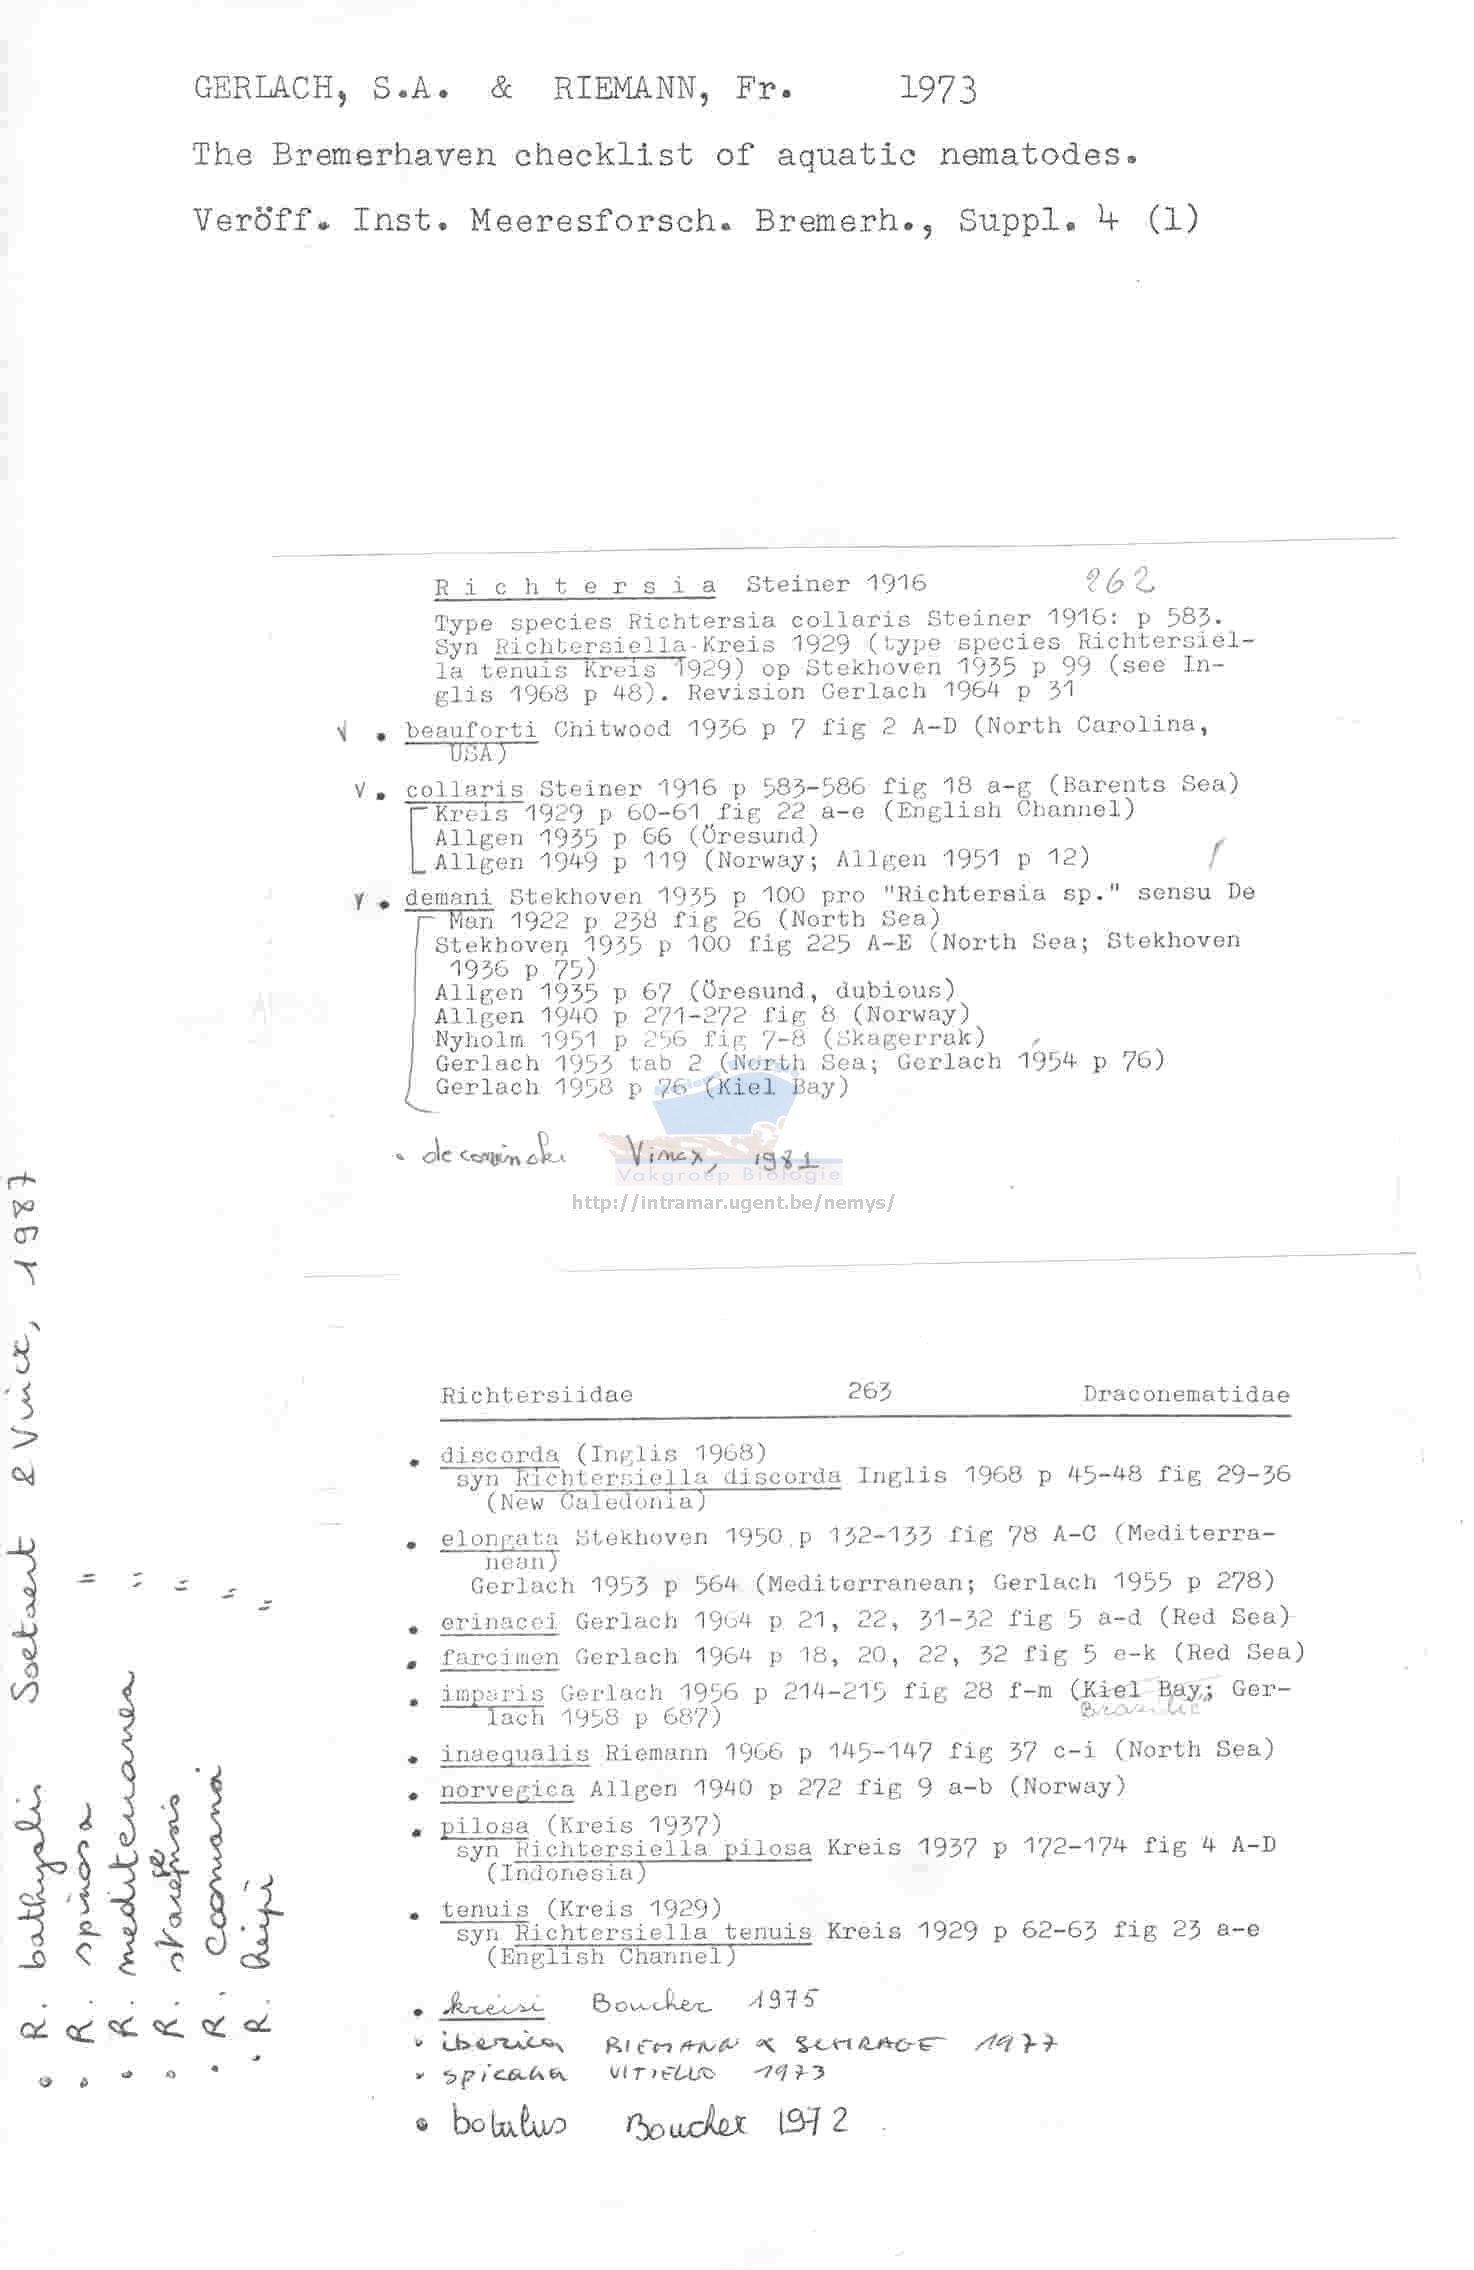 GERLACH, S.A. & RIEMANN, Fr. 1973
The Bremerhaven checklist of aquatic nematodes.
Veröff. Inst. Meeresforsch. Bremerh., Suppl. 4 (1)
Richtersia Steiner 1916 262
Type species Richtersia collaris Steiner 1916: p 583.
Syn Richtersiella Kreis 1929 (type species Richtersiel-
la tenuis Kreis 1929) op Stekhoven 1935 p 99 (see In-
glis 1968 p 48). Revision Gerlach 1964 p 31
V • beauforti Chitwood 1936 p 7 fig 2 A-D (North Carolina,
USA)
V • collaris Steiner 1916 p 583-586 fig 18 a-g (Barents Sea)
Kreis 1929 p 60-61 fig 22 a-e (English Channel)
Allgen 1935 p 66 (Öresund)
Allgen 1949 p 119 (Norway; Allgen 1951 p 12)
V • demani Stekhoven 1935 p 100 pro "Richtersia sp." sensu De
Man 1922 p 238 fig 26 (North Sea)
Stekhoven 1935 p 100 fig 225 A-E (North Sea; Stekhoven
1936 p 75)
Allgen 1935 p 67 (Öresund, dubious)
Allgen 1940 p 271-272 fig 8 (Norway)
Nyholm 1951 p 256 fig 7-8 (Skagerrak)
Gerlach 1953 tab 2 (North Sea; Gerlach 1954 p 76)
Gerlach 1958 p 76 (Kiel Bay)
• deconincki Vincx, 1981
Vakgroep Biologie
http://intramar.ugent.be/nemys/
Richtersiidae 263 Draconematidae
• discorda (Inglis 1968)
syn Richtersiella discorda Inglis 1968 p 45-48 fig 29-36
(New Caledonia)
• elongata Stekhoven 1950 p 132-133 fig 78 A-C (Mediterra-
nean)
Gerlach 1953 p 564 (Mediterranean; Gerlach 1955 p 278)
• erinacei Gerlach 1964 p 21, 22, 31-32 fig 5 a-d (Red Sea)
• farcimen Gerlach 1964 p 18, 20, 22, 32 fig 5 e-k (Red Sea)
• imparis Gerlach 1956 p 214-215 fig 28 f-m (Kiel Bay; Ger-
lach 1958 p 687)
• inaequalis Riemann 1966 p 145-147 fig 37 c-i (North Sea)
• norvegica Allgen 1940 p 272 fig 9 a-b (Norway)
• pilosa (Kreis 1937)
syn Richtersiella pilosa Kreis 1937 p 172-174 fig 4 A-D
(Indonesia)
• tenuis (Kreis 1929)
syn Richtersiella tenuis Kreis 1929 p 62-63 fig 23 a-e
(English Channel)
• kreisi Boucher 1975
• iberica RIEMANN & SCHRAGE 1977
• spicaha VITIELLO 1973
• botulus Boucher 1972
• R. bathyalis Soetaert & Vincx, 1987
• R. spinosa =
• R. mediterranea =
• R. staresensis =
• R. coomansi =
• R. heipi =